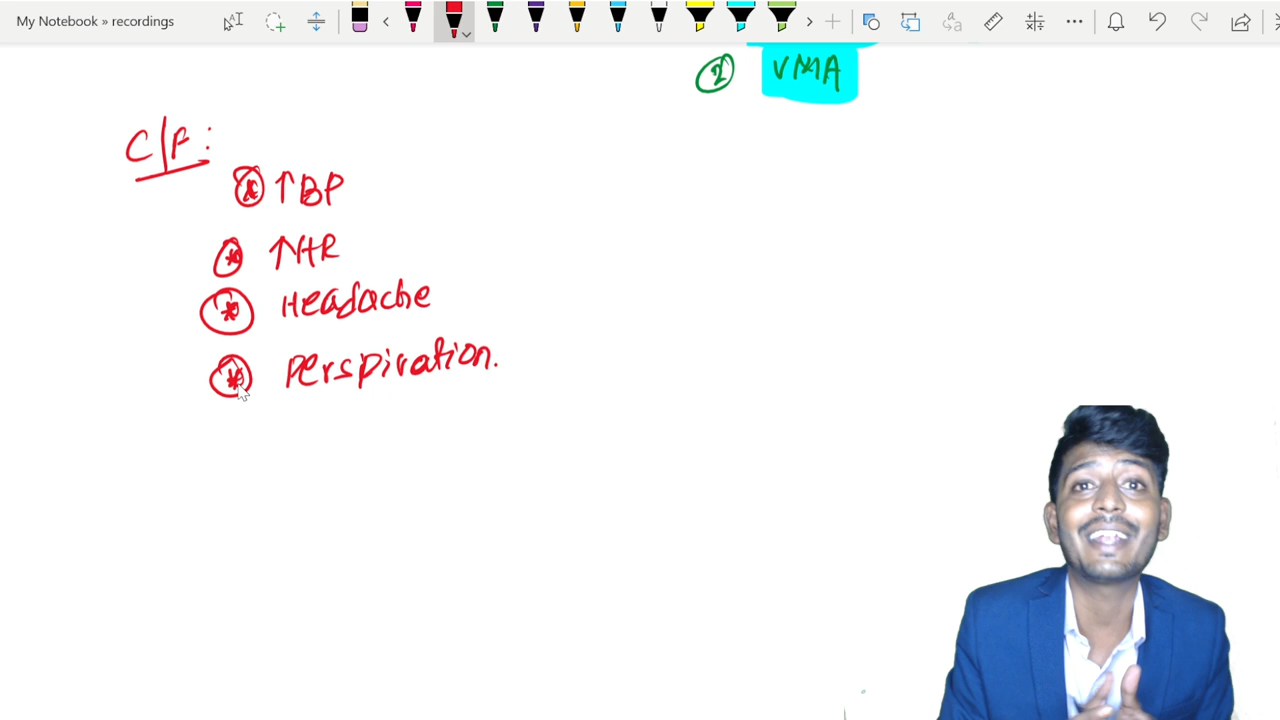 My Notebook » recordings
② VMA
C/F :
↑BP
↑HR
Headache
Perspiration.